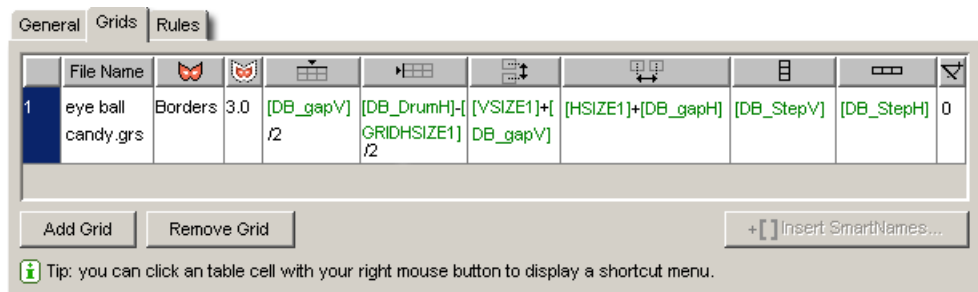 General Grids Rules
File Name
1 eye ball Borders 3.0 [DB_gapV] [DB_DrumH]-[ [VSIZE1]+[ [HSIZE1]+[DB_gapH] [DB_StepV] [DB_StepH] 0
candy.grs /2 GRIDHSIZE1] DB_gapV]
/2
Add Grid Remove Grid +[] Insert SmartNames...
Tip: you can click an table cell with your right mouse button to display a shortcut menu.